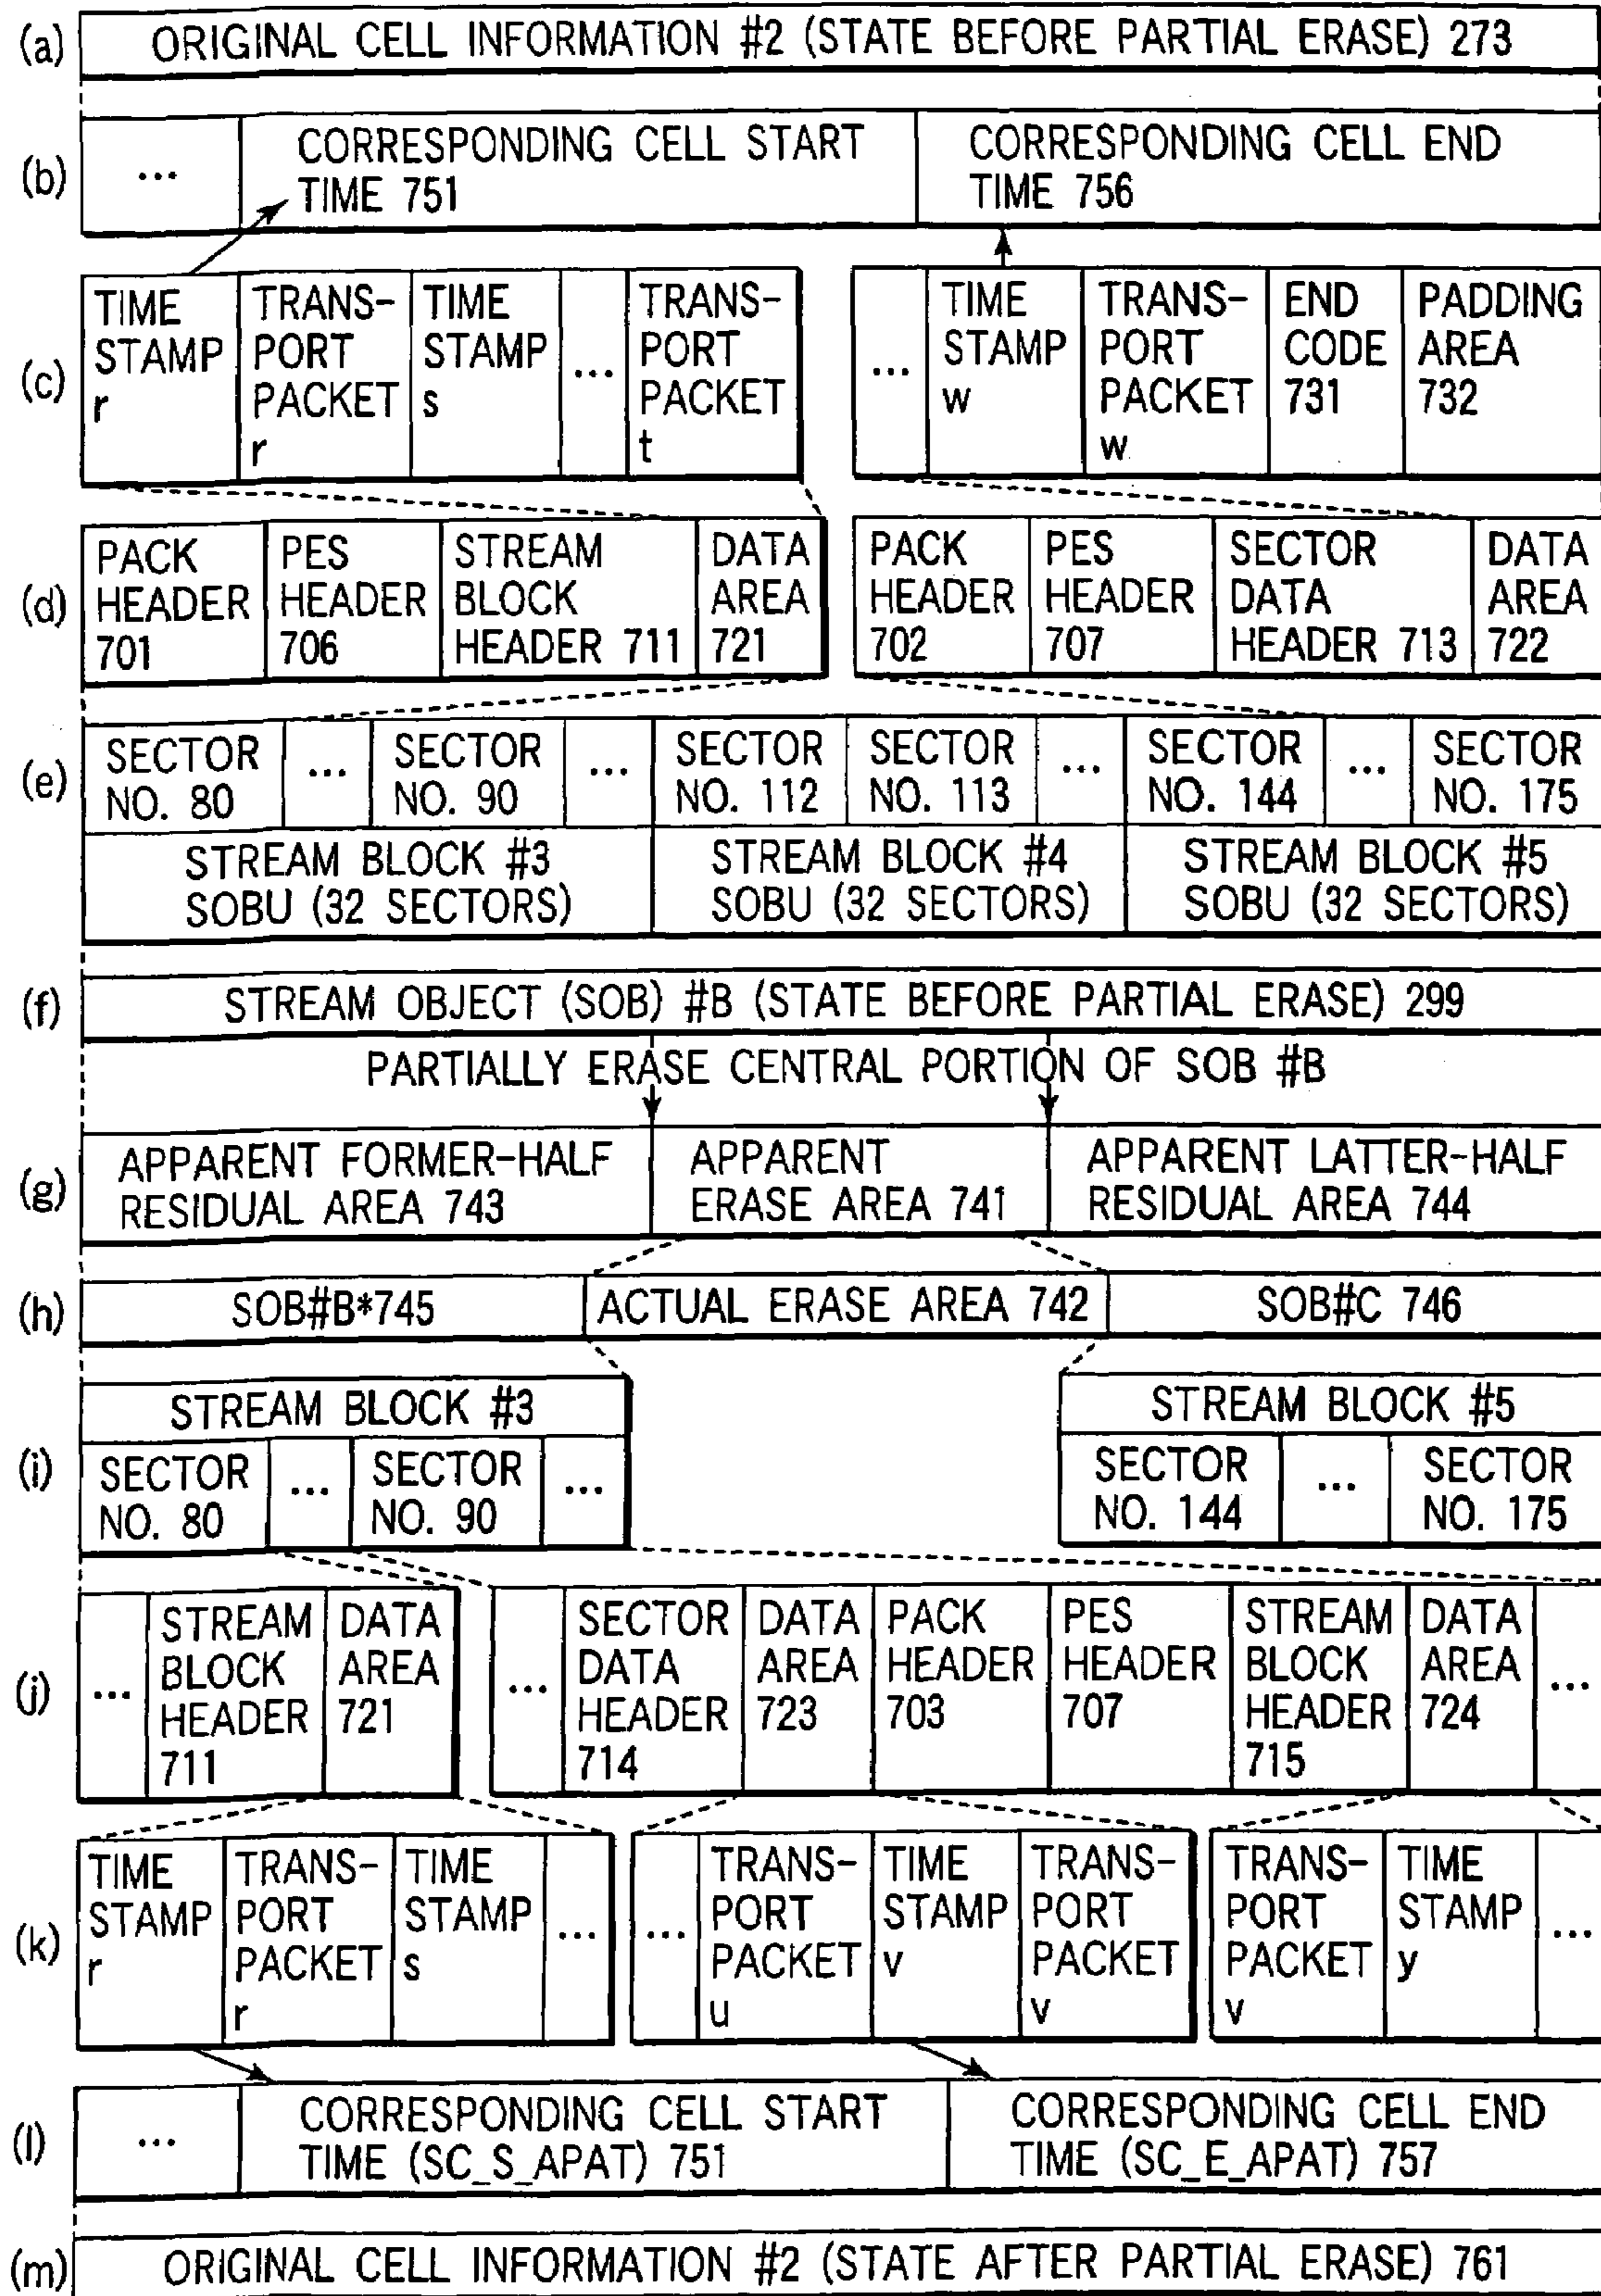 (a) ORIGINAL CELL INFORMATION #2 (STATE BEFORE PARTIAL ERASE) 273
(b) ... CORRESPONDING CELL START TIME 751 CORRESPONDING CELL END TIME 756
(c) TIME STAMP r TRANS-PORT PACKET r TIME STAMP s ... TRANS-PORT PACKET t ... TIME STAMP w TRANS-PORT PACKET w END CODE 731 PADDING AREA 732
(d) PACK HEADER 701 PES HEADER 706 STREAM BLOCK HEADER 711 DATA AREA 721 PACK HEADER 702 PES HEADER 707 SECTOR DATA HEADER 713 DATA AREA 722
(e) SECTOR NO. 80 ... SECTOR NO. 90 ... SECTOR NO. 112 SECTOR NO. 113 ... SECTOR NO. 144 ... SECTOR NO. 175
STREAM BLOCK #3 SOBU (32 SECTORS) STREAM BLOCK #4 SOBU (32 SECTORS) STREAM BLOCK #5 SOBU (32 SECTORS)
(f) STREAM OBJECT (SOB) #B (STATE BEFORE PARTIAL ERASE) 299
PARTIALLY ERASE CENTRAL PORTION OF SOB #B
(g) APPARENT FORMER-HALF RESIDUAL AREA 743 APPARENT ERASE AREA 741 APPARENT LATTER-HALF RESIDUAL AREA 744
(h) SOB#B*745 ACTUAL ERASE AREA 742 SOB#C 746
(i) STREAM BLOCK #3 STREAM BLOCK #5
SECTOR NO. 80 ... SECTOR NO. 90 ... SECTOR NO. 144 ... SECTOR NO. 175
(j) ... STREAM BLOCK HEADER 711 DATA AREA 721 ... SECTOR DATA HEADER 714 DATA AREA 723 PACK HEADER 703 PES HEADER 707 STREAM BLOCK HEADER 715 DATA AREA 724 ...
(k) TIME STAMP r TRANS-PORT PACKET r TIME STAMP s ... ... TRANS-PORT PACKET u TIME STAMP v TRANS-PORT PACKET v TRANS-PORT PACKET v TIME STAMP y ...
(l) ... CORRESPONDING CELL START TIME (SC_S_APAT) 751 CORRESPONDING CELL END TIME (SC_E_APAT) 757
(m) ORIGINAL CELL INFORMATION #2 (STATE AFTER PARTIAL ERASE) 761